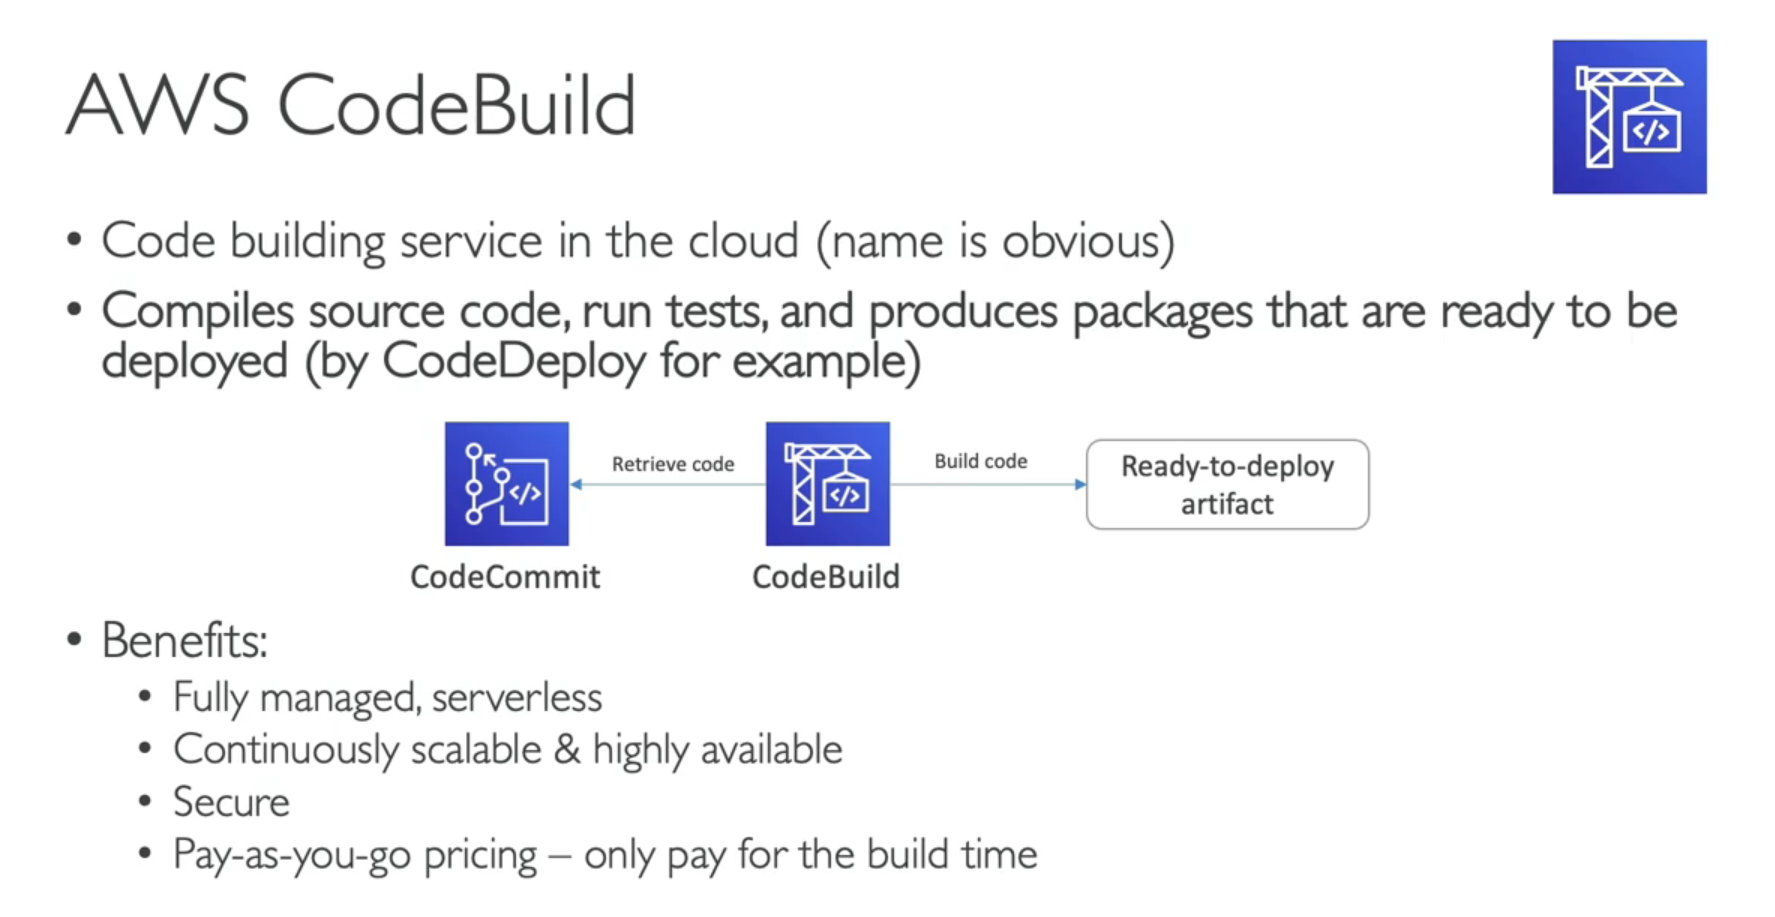 AWS CodeBuild
</>
• Code building service in the cloud (name is obvious)
• Compiles source code, run tests, and produces packages that are ready to be
deployed (by CodeDeploy for example)
</>
Retrieve code
</>
Build code
Ready-to-deploy
artifact
CodeCommit
CodeBuild
• Benefits:
• Fully managed, serverless
• Continuously scalable & highly available
• Secure
• Pay-as-you-go pricing – only pay for the build time